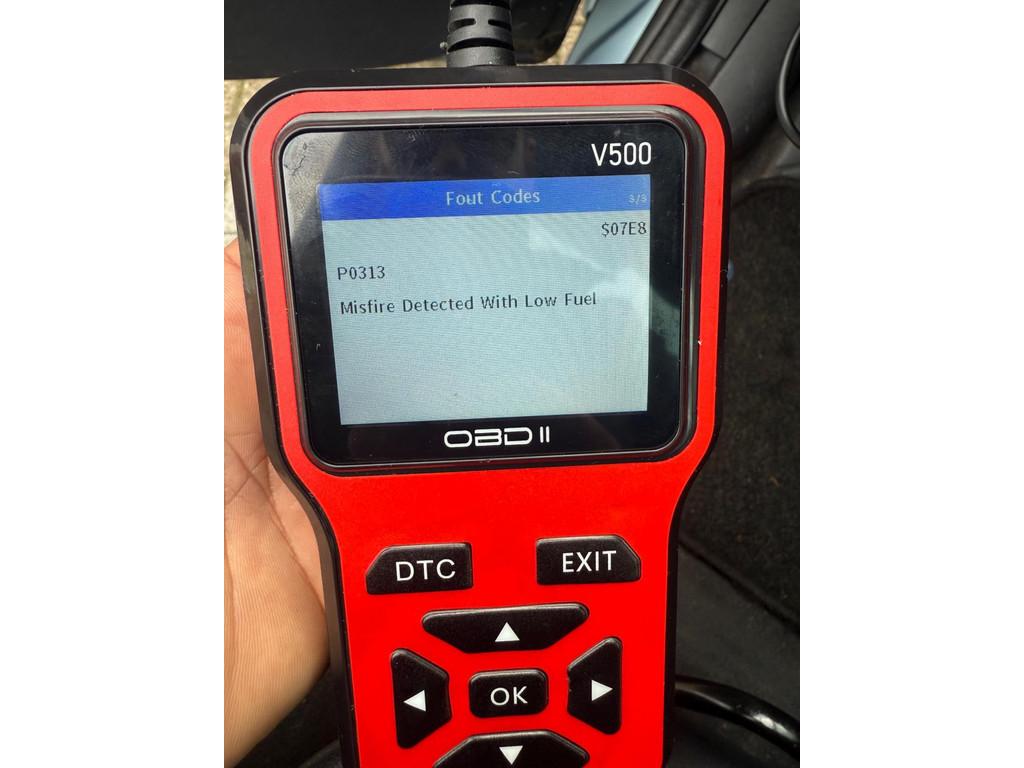 V500
Fout Codes 3/3
$07E8
P0313
Misfire Detected With Low Fuel
OBD II
DTC EXIT
OK